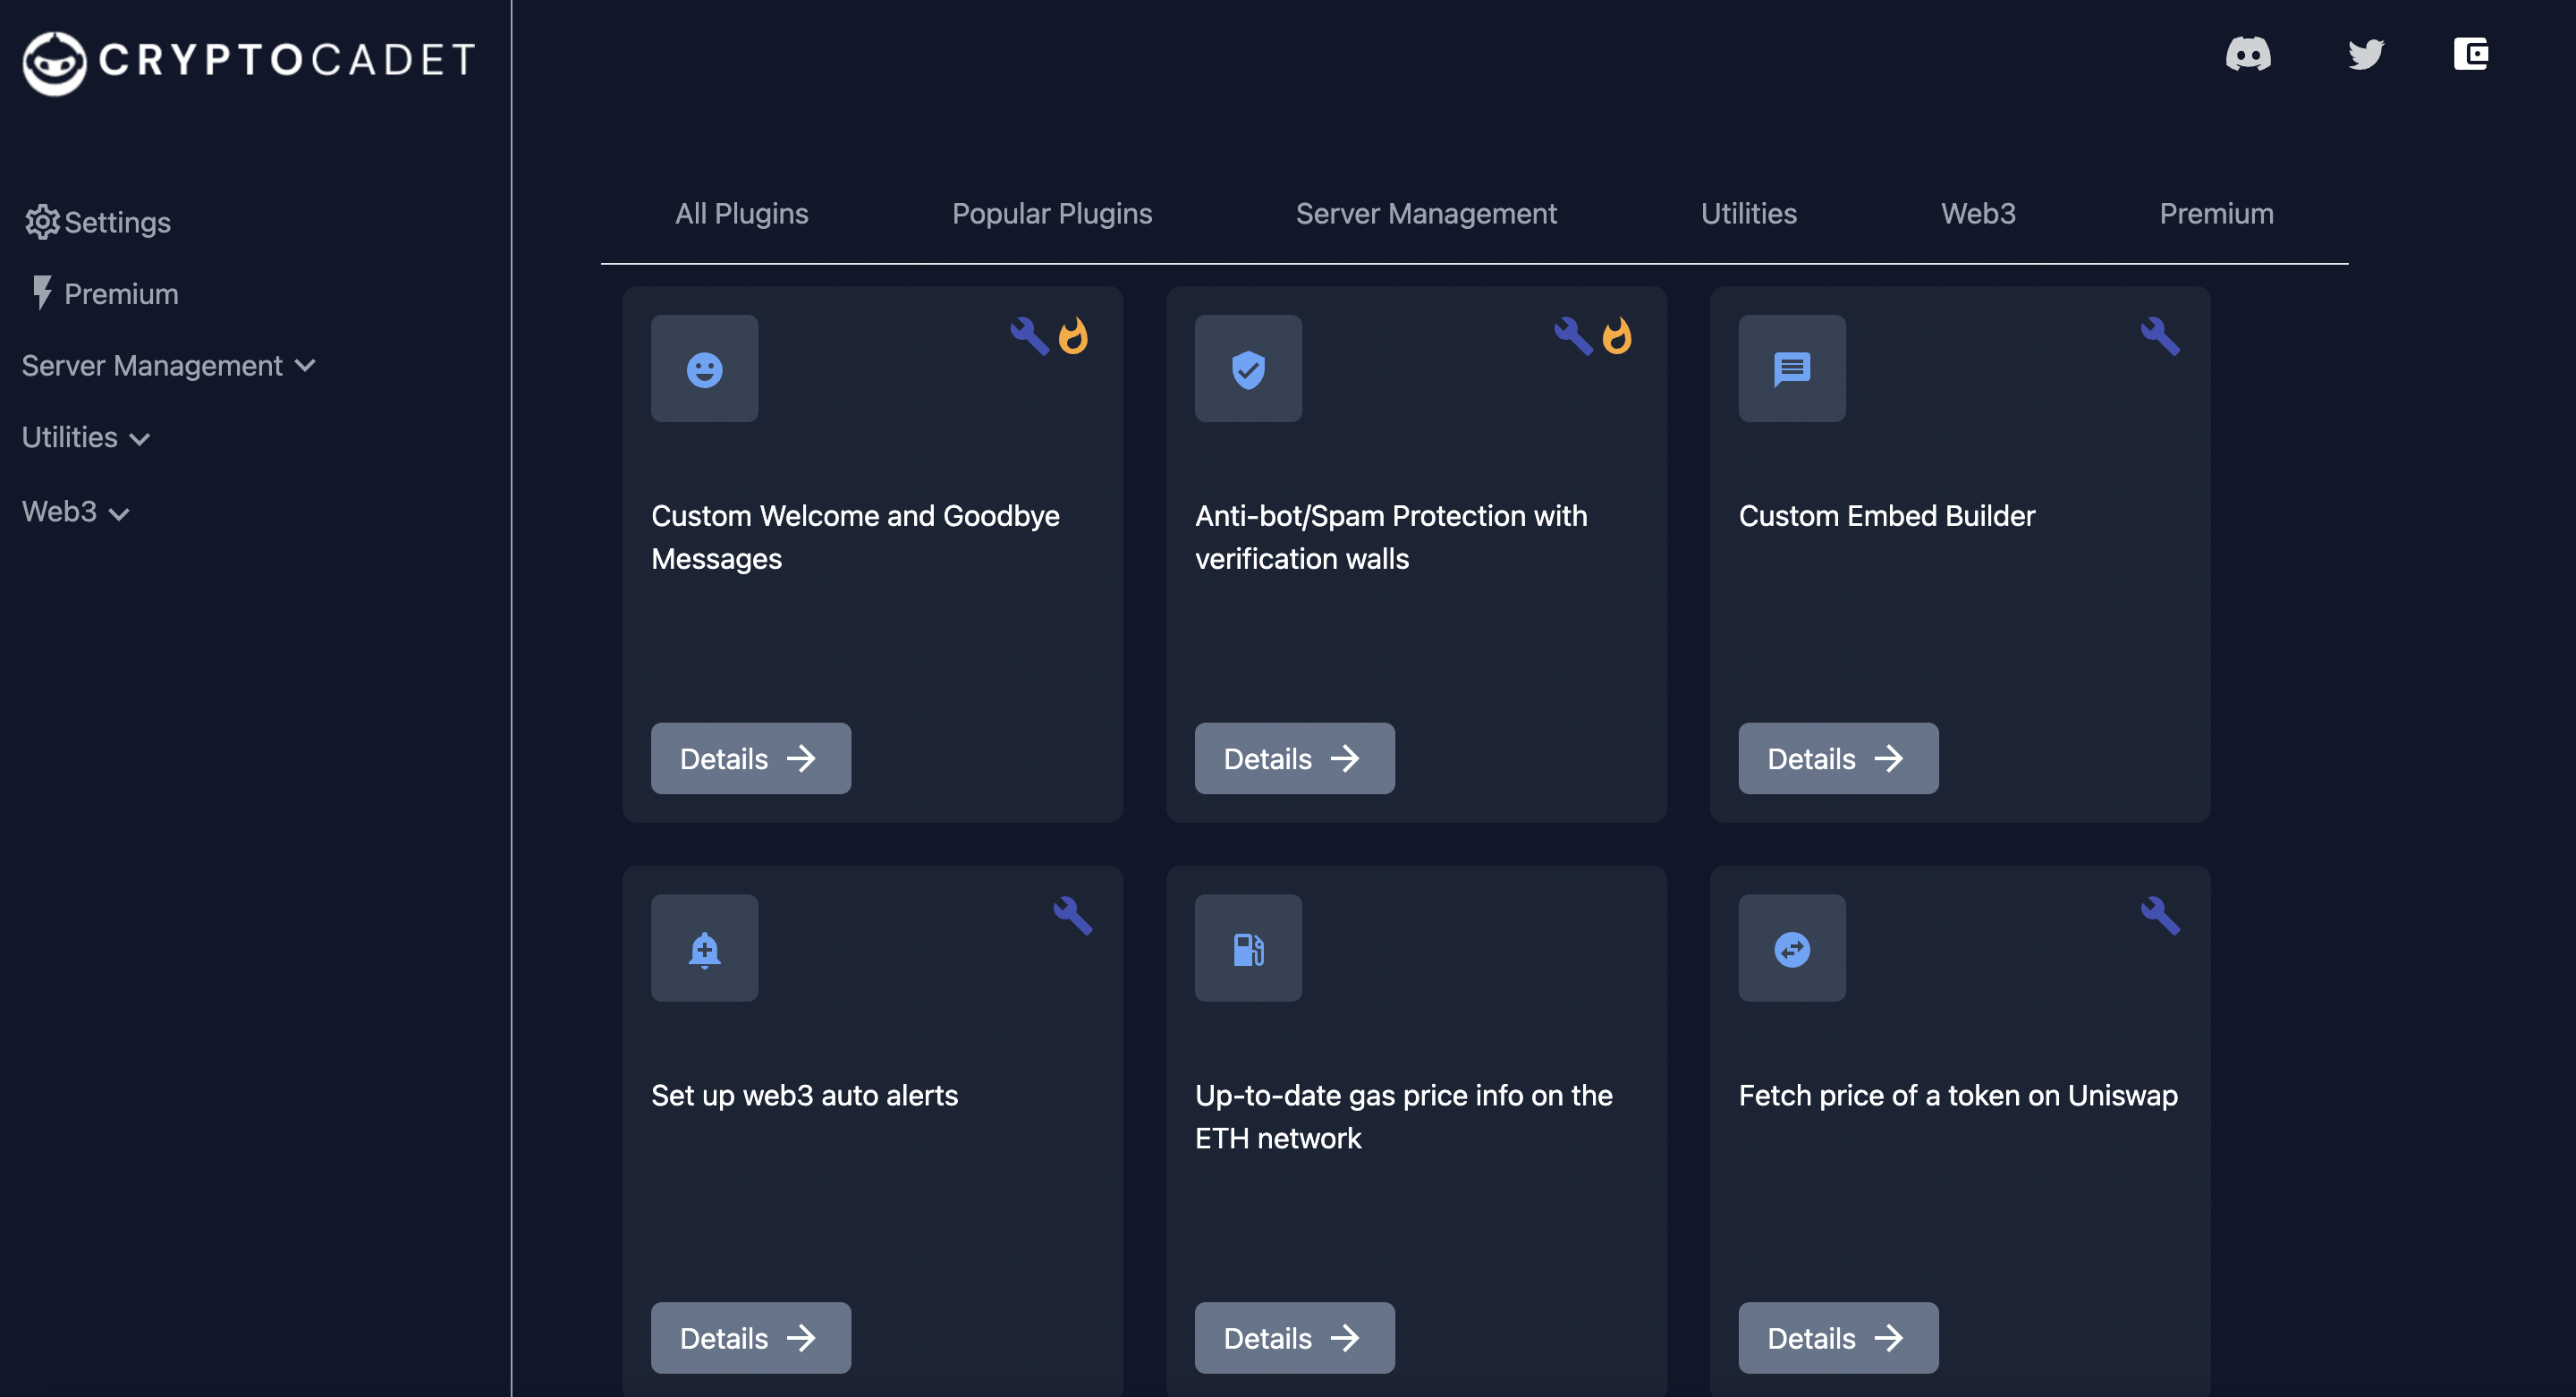 CRYPTOCADET
Settings
Premium
Server Management
Utilities
Web3
All Plugins
Popular Plugins
Server Management
Utilities
Web3
Premium
Custom Welcome and Goodbye
Messages
Details
Anti-bot/Spam Protection with
verification walls
Details
Custom Embed Builder
Details
Set up web3 auto alerts
Details
Up-to-date gas price info on the
ETH network
Details
Fetch price of a token on Uniswap
Details